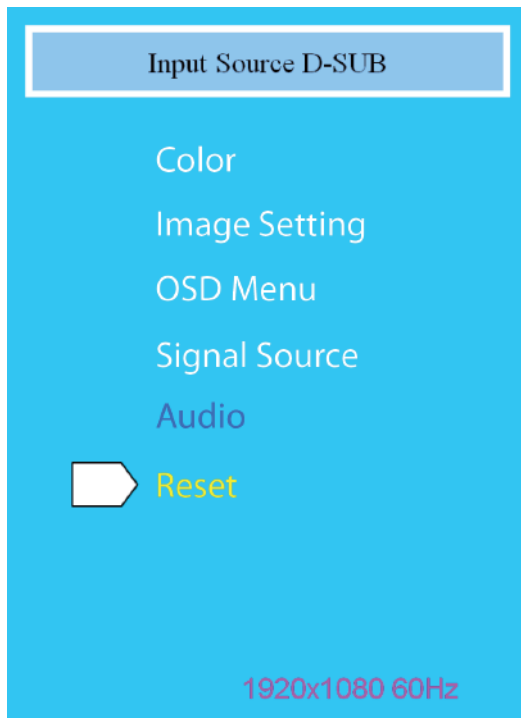 Input Source D-SUB
Color
Image Setting
OSD Menu
Signal Source
Audio
Reset
1920x1080 60Hz